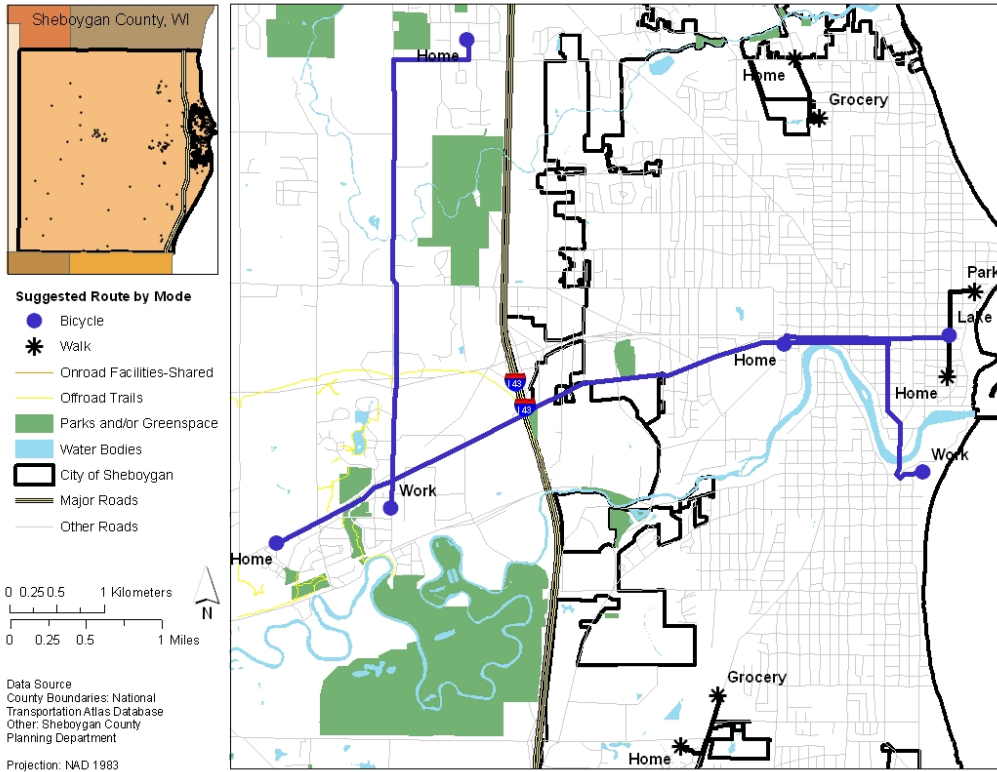 Sheboygan County, WI
Suggested Route by Mode
Bicycle
Walk
Onroad Facilities-Shared
Offroad Trails
Parks and/or Greenspace
Water Bodies
City of Sheboygan
Major Roads
Other Roads
0 0.25 0.5 1 Kilometers
0 0.25 0.5 1 Miles
N
Data Source
County Boundaries: National
Transportation Atlas Database
Other: Sheboygan County
Planning Department
Projection: NAD 1983
Home
Home
Grocery
Park
Lake
Home
Home
I 43
I 43
Work
Work
Home
Grocery
Home